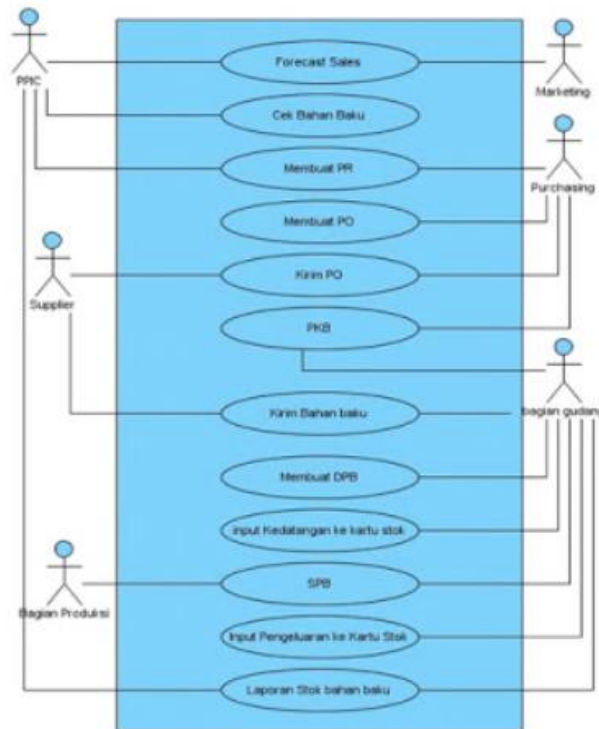 PPIC
Forecast Sales
Marketing
Cek Bahan Baku
Membuat PR
Purchasing
Membuat PO
Supplier
Kirim PO
PKB
bagian gudang
Kirim Bahan baku
Membuat DPB
input Kedatangan ke kartu stok
Bagian Produksi
SPB
Input Pengeluaran ke Kartu Stok
Laporan Stok bahan baku